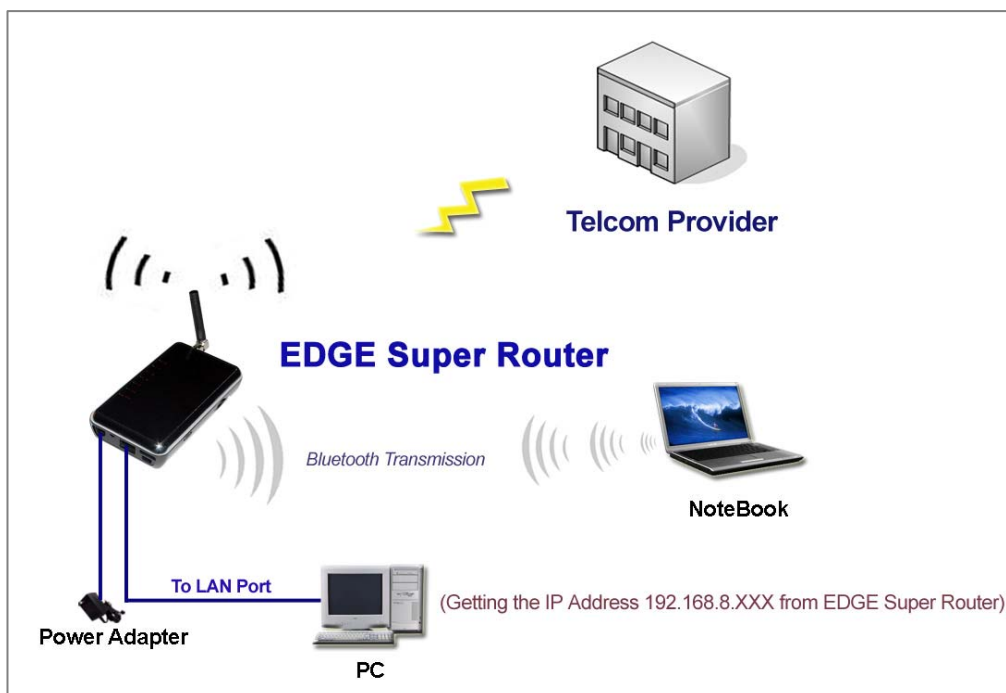 Telcom Provider
EDGE Super Router
Bluetooth Transmission
NoteBook
To LAN Port
(Getting the IP Address 192.168.8.XXX from EDGE Super Router)
Power Adapter
PC